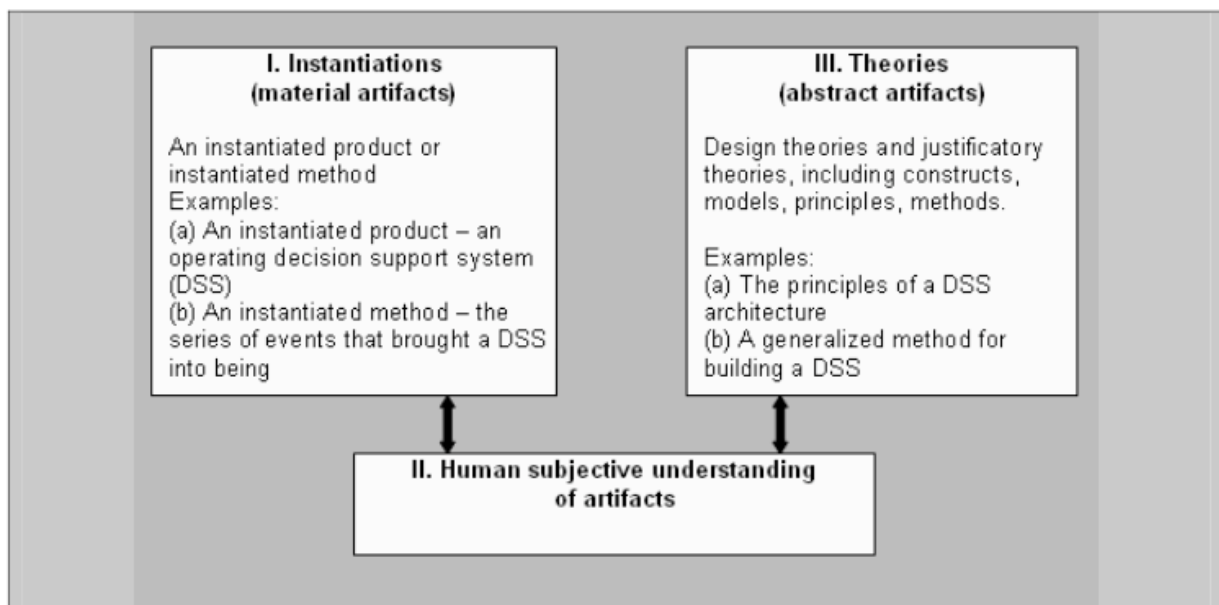 I. Instantiations
(material artifacts)
An instantiated product or
instantiated method
Examples:
(a) An instantiated product – an
operating decision support system
(DSS)
(b) An instantiated method – the
series of events that brought a DSS
into being
III. Theories
(abstract artifacts)
Design theories and justificatory
theories, including constructs,
models, principles, methods.
Examples:
(a) The principles of a DSS
architecture
(b) A generalized method for
building a DSS
II. Human subjective understanding
of artifacts